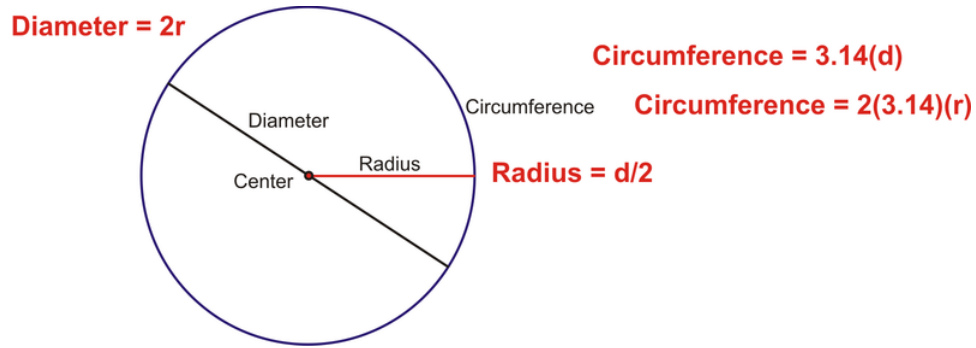 Diameter = 2r
Circumference = 3.14(d)
Circumference
Circumference = 2(3.14)(r)
Diameter
Radius
Radius = d/2
Center